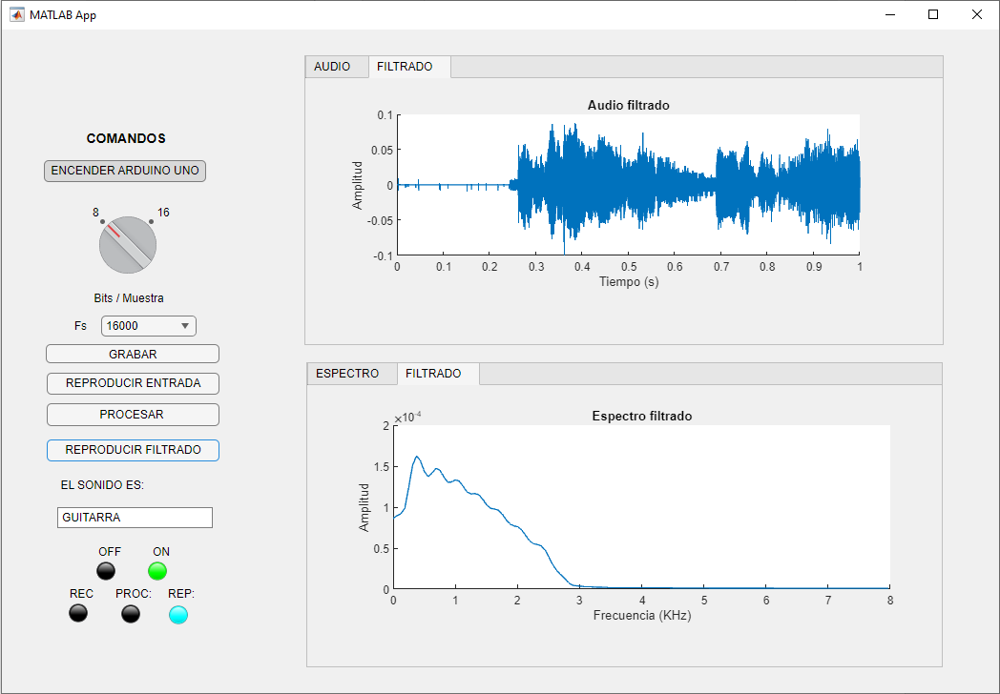 MATLAB App
COMANDOS
ENCENDER ARDUINO UNO
8 16
Bits / Muestra
Fs 16000
GRABAR
REPRODUCIR ENTRADA
PROCESAR
REPRODUCIR FILTRADO
EL SONIDO ES:
GUITARRA
OFF ON
REC PROC: REP:
AUDIO FILTRADO
Audio filtrado
Amplitud
0.1
0.05
0
-0.05
-0.1
0 0.1 0.2 0.3 0.4 0.5 0.6 0.7 0.8 0.9 1
Tiempo (s)
ESPECTRO FILTRADO
Espectro filtrado
×10⁻⁴
Amplitud
2
1.5
1
0.5
0
0 1 2 3 4 5 6 7 8
Frecuencia (KHz)